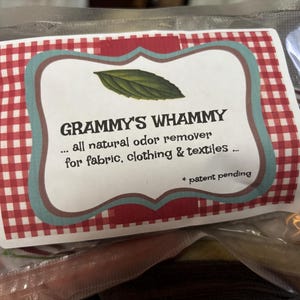 GRAMMY'S WHAMMY
... all natural odor remover
for fabric, clothing & textiles ...
* patent pending